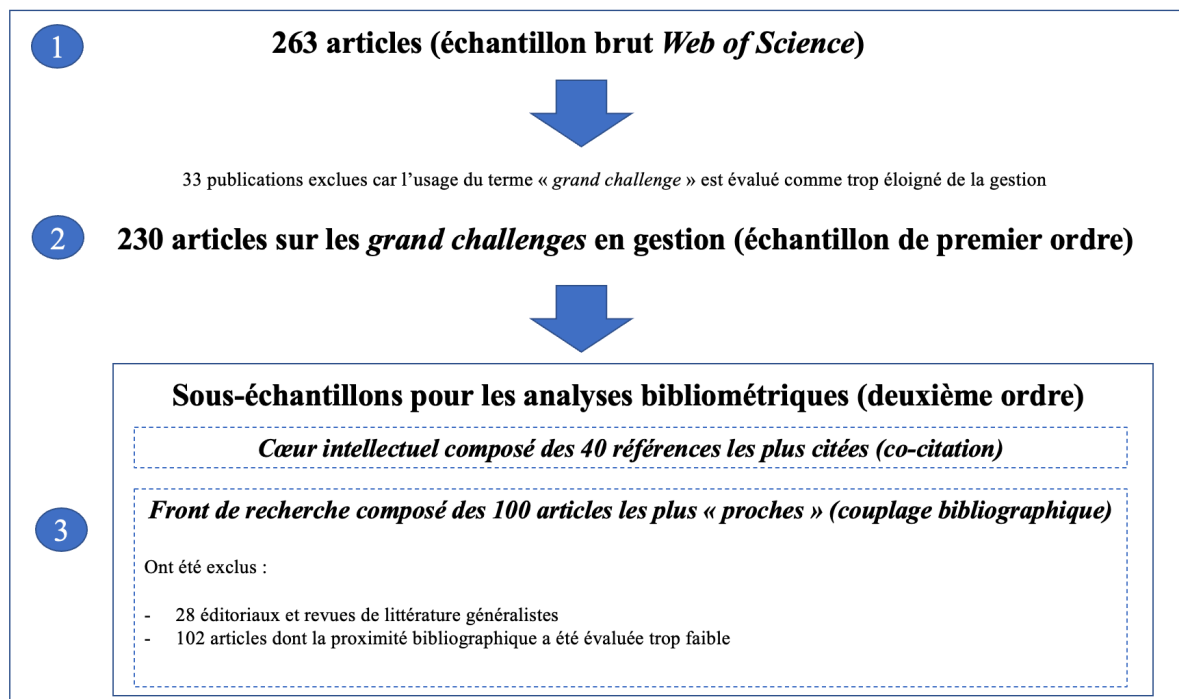 1
263 articles (échantillon brut Web of Science)
33 publications exclues car l’usage du terme « grand challenge » est évalué comme trop éloigné de la gestion
2
230 articles sur les grand challenges en gestion (échantillon de premier ordre)
Sous-échantillons pour les analyses bibliométriques (deuxième ordre)
Cœur intellectuel composé des 40 références les plus citées (co-citation)
3
Front de recherche composé des 100 articles les plus « proches » (couplage bibliographique)
Ont été exclus :
- 28 éditoriaux et revues de littérature généralistes
- 102 articles dont la proximité bibliographique a été évaluée trop faible